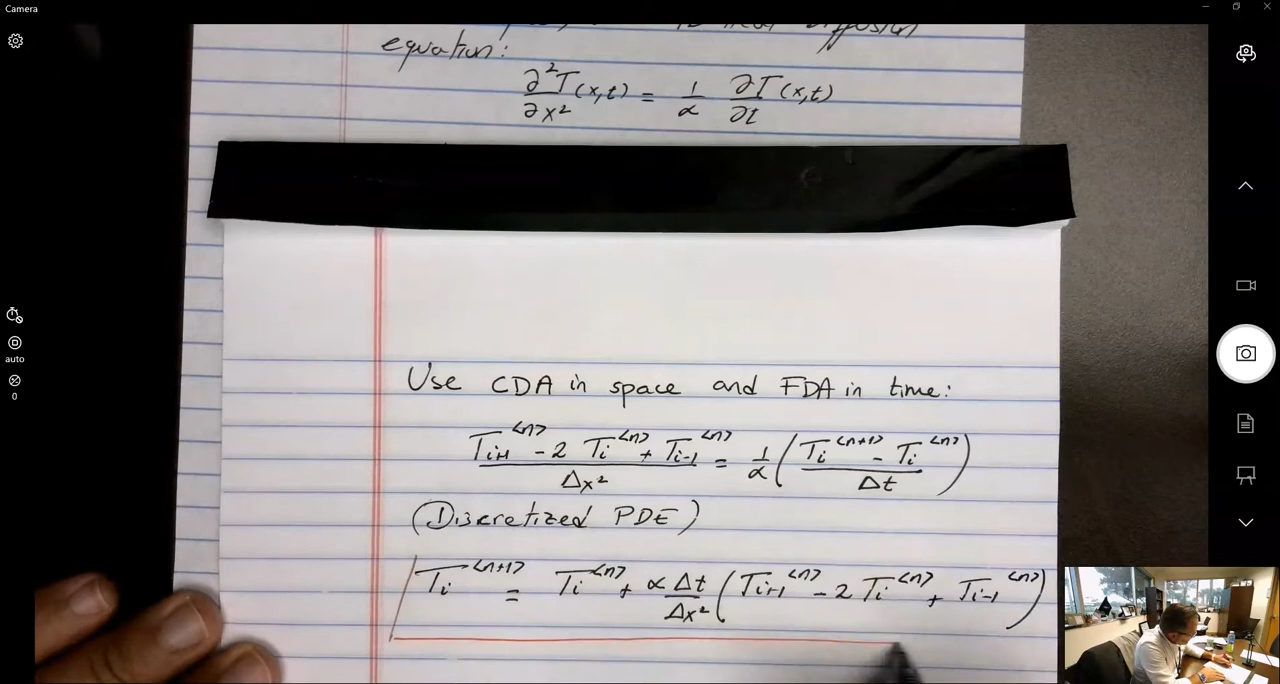 Camera
diffusion
equation:
∂²T(x,t)/∂x² = 1/α ∂T(x,t)/∂t
Use CDA in space and FDA in time:
(T_{i+1}^{<n>} - 2 T_i^{<n>} + T_{i-1}^{<n>})/Δx² = 1/α ((T_i^{<n+1>} - T_i^{<n>})/Δt)
(Discretized PDE)
T_i^{<n+1>} = T_i^{<n>} + αΔt/Δx² (T_{i+1}^{<n>} - 2 T_i^{<n>} + T_{i-1}^{<n>})
auto
0